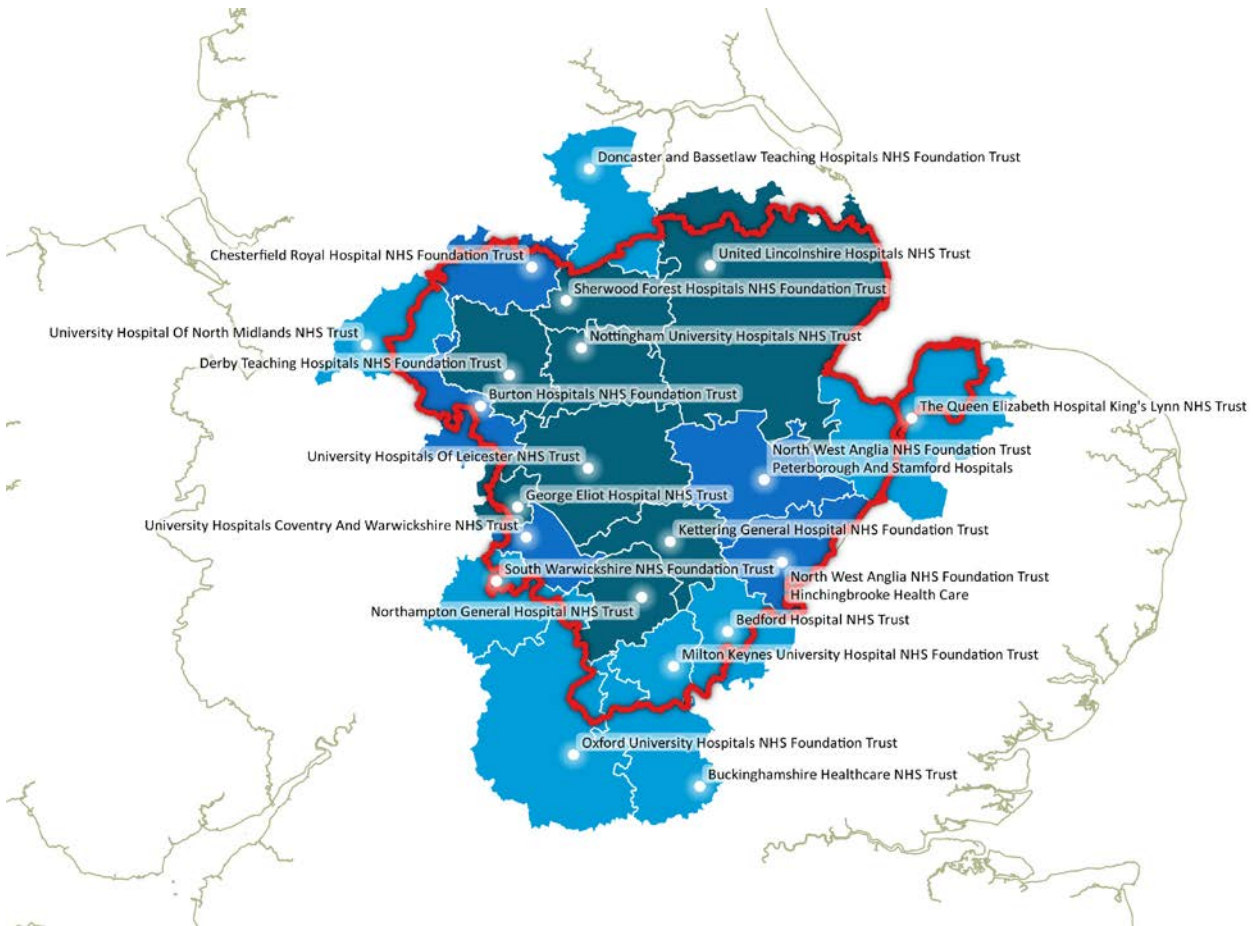 Doncaster and Bassetlaw Teaching Hospitals NHS Foundation Trust
Chesterfield Royal Hospital NHS Foundation Trust
United Lincolnshire Hospitals NHS Trust
Sherwood Forest Hospitals NHS Foundation Trust
University Hospital Of North Midlands NHS Trust
Nottingham University Hospitals NHS Trust
Derby Teaching Hospitals NHS Foundation Trust
Burton Hospitals NHS Foundation Trust
The Queen Elizabeth Hospital King's Lynn NHS Trust
University Hospitals Of Leicester NHS Trust
North West Anglia NHS Foundation Trust
Peterborough And Stamford Hospitals
George Eliot Hospital NHS Trust
University Hospitals Coventry And Warwickshire NHS Trust
Kettering General Hospital NHS Foundation Trust
South Warwickshire NHS Foundation Trust
North West Anglia NHS Foundation Trust
Hinchingbrooke Health Care
Northampton General Hospital NHS Trust
Bedford Hospital NHS Trust
Milton Keynes University Hospital NHS Foundation Trust
Oxford University Hospitals NHS Foundation Trust
Buckinghamshire Healthcare NHS Trust